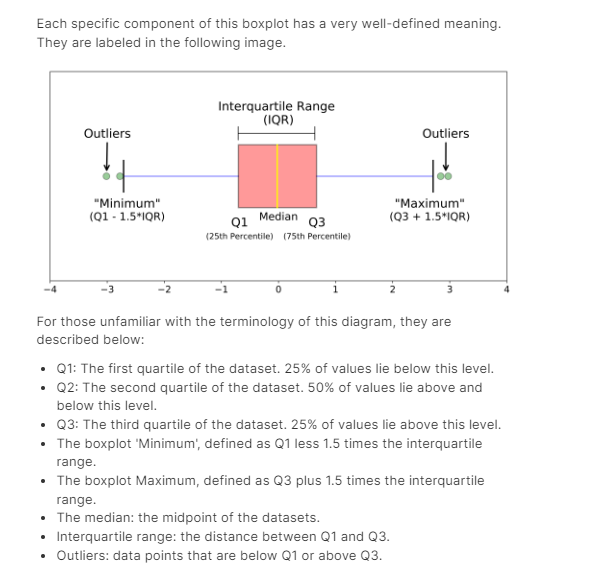 Each specific component of this boxplot has a very well-defined meaning.
They are labeled in the following image.
Interquartile Range
(IQR)
Outliers
Outliers
"Minimum"
(Q1 - 1.5*IQR)
"Maximum"
(Q3 + 1.5*IQR)
Q1
Median
Q3
(25th Percentile)
(75th Percentile)
−4
−3
−2
−1
0
1
2
3
4
For those unfamiliar with the terminology of this diagram, they are
described below:
• Q1: The first quartile of the dataset. 25% of values lie below this level.
• Q2: The second quartile of the dataset. 50% of values lie above and
below this level.
• Q3: The third quartile of the dataset. 25% of values lie above this level.
• The boxplot 'Minimum', defined as Q1 less 1.5 times the interquartile
range.
• The boxplot Maximum, defined as Q3 plus 1.5 times the interquartile
range.
• The median: the midpoint of the datasets.
• Interquartile range: the distance between Q1 and Q3.
• Outliers: data points that are below Q1 or above Q3.